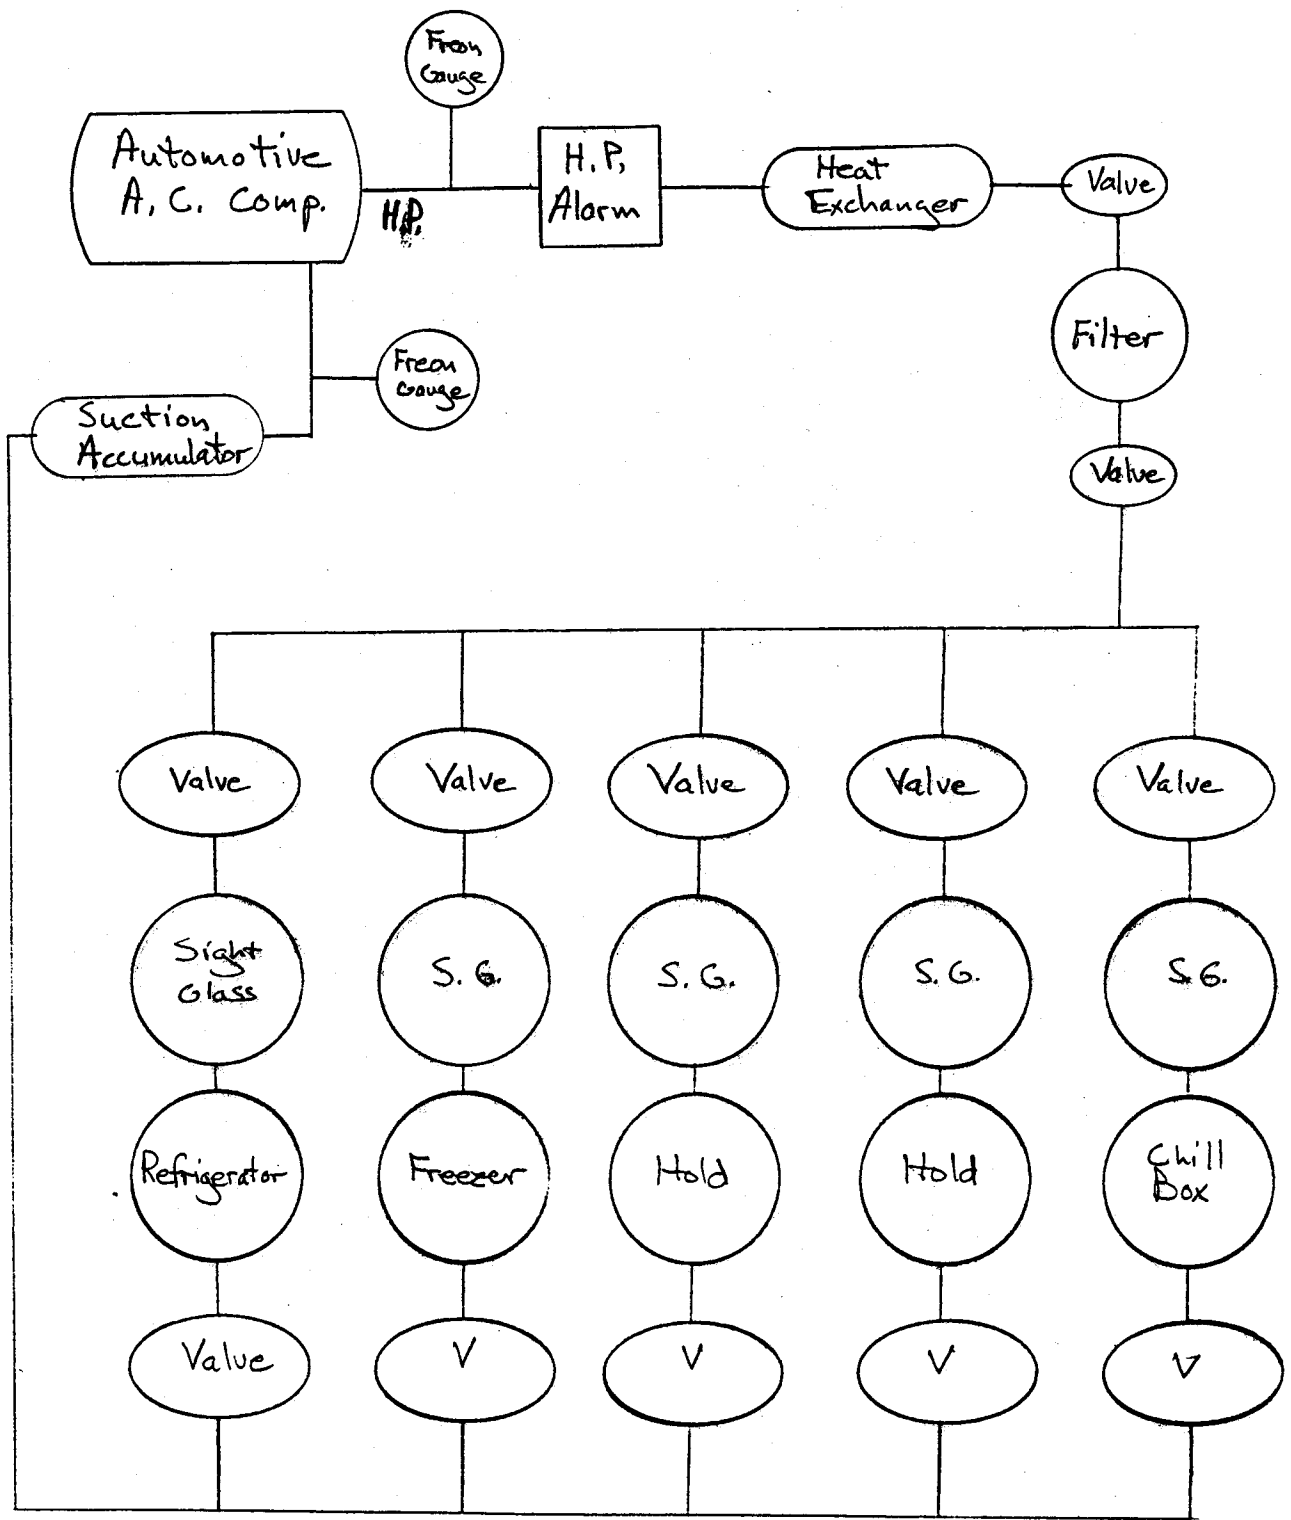 Freon
Gauge
Automotive
A.C. Comp.
H.P.
H.P.
Alarm
Heat
Exchanger
Valve
Filter
Freon
Gauge
Suction
Accumulator
Valve
Valve
Valve
Valve
Valve
Valve
Sight
Glass
S.G.
S.G.
S.G.
S.G.
Refrigerator
Freezer
Hold
Hold
Chill
Box
Valve
V
V
V
V